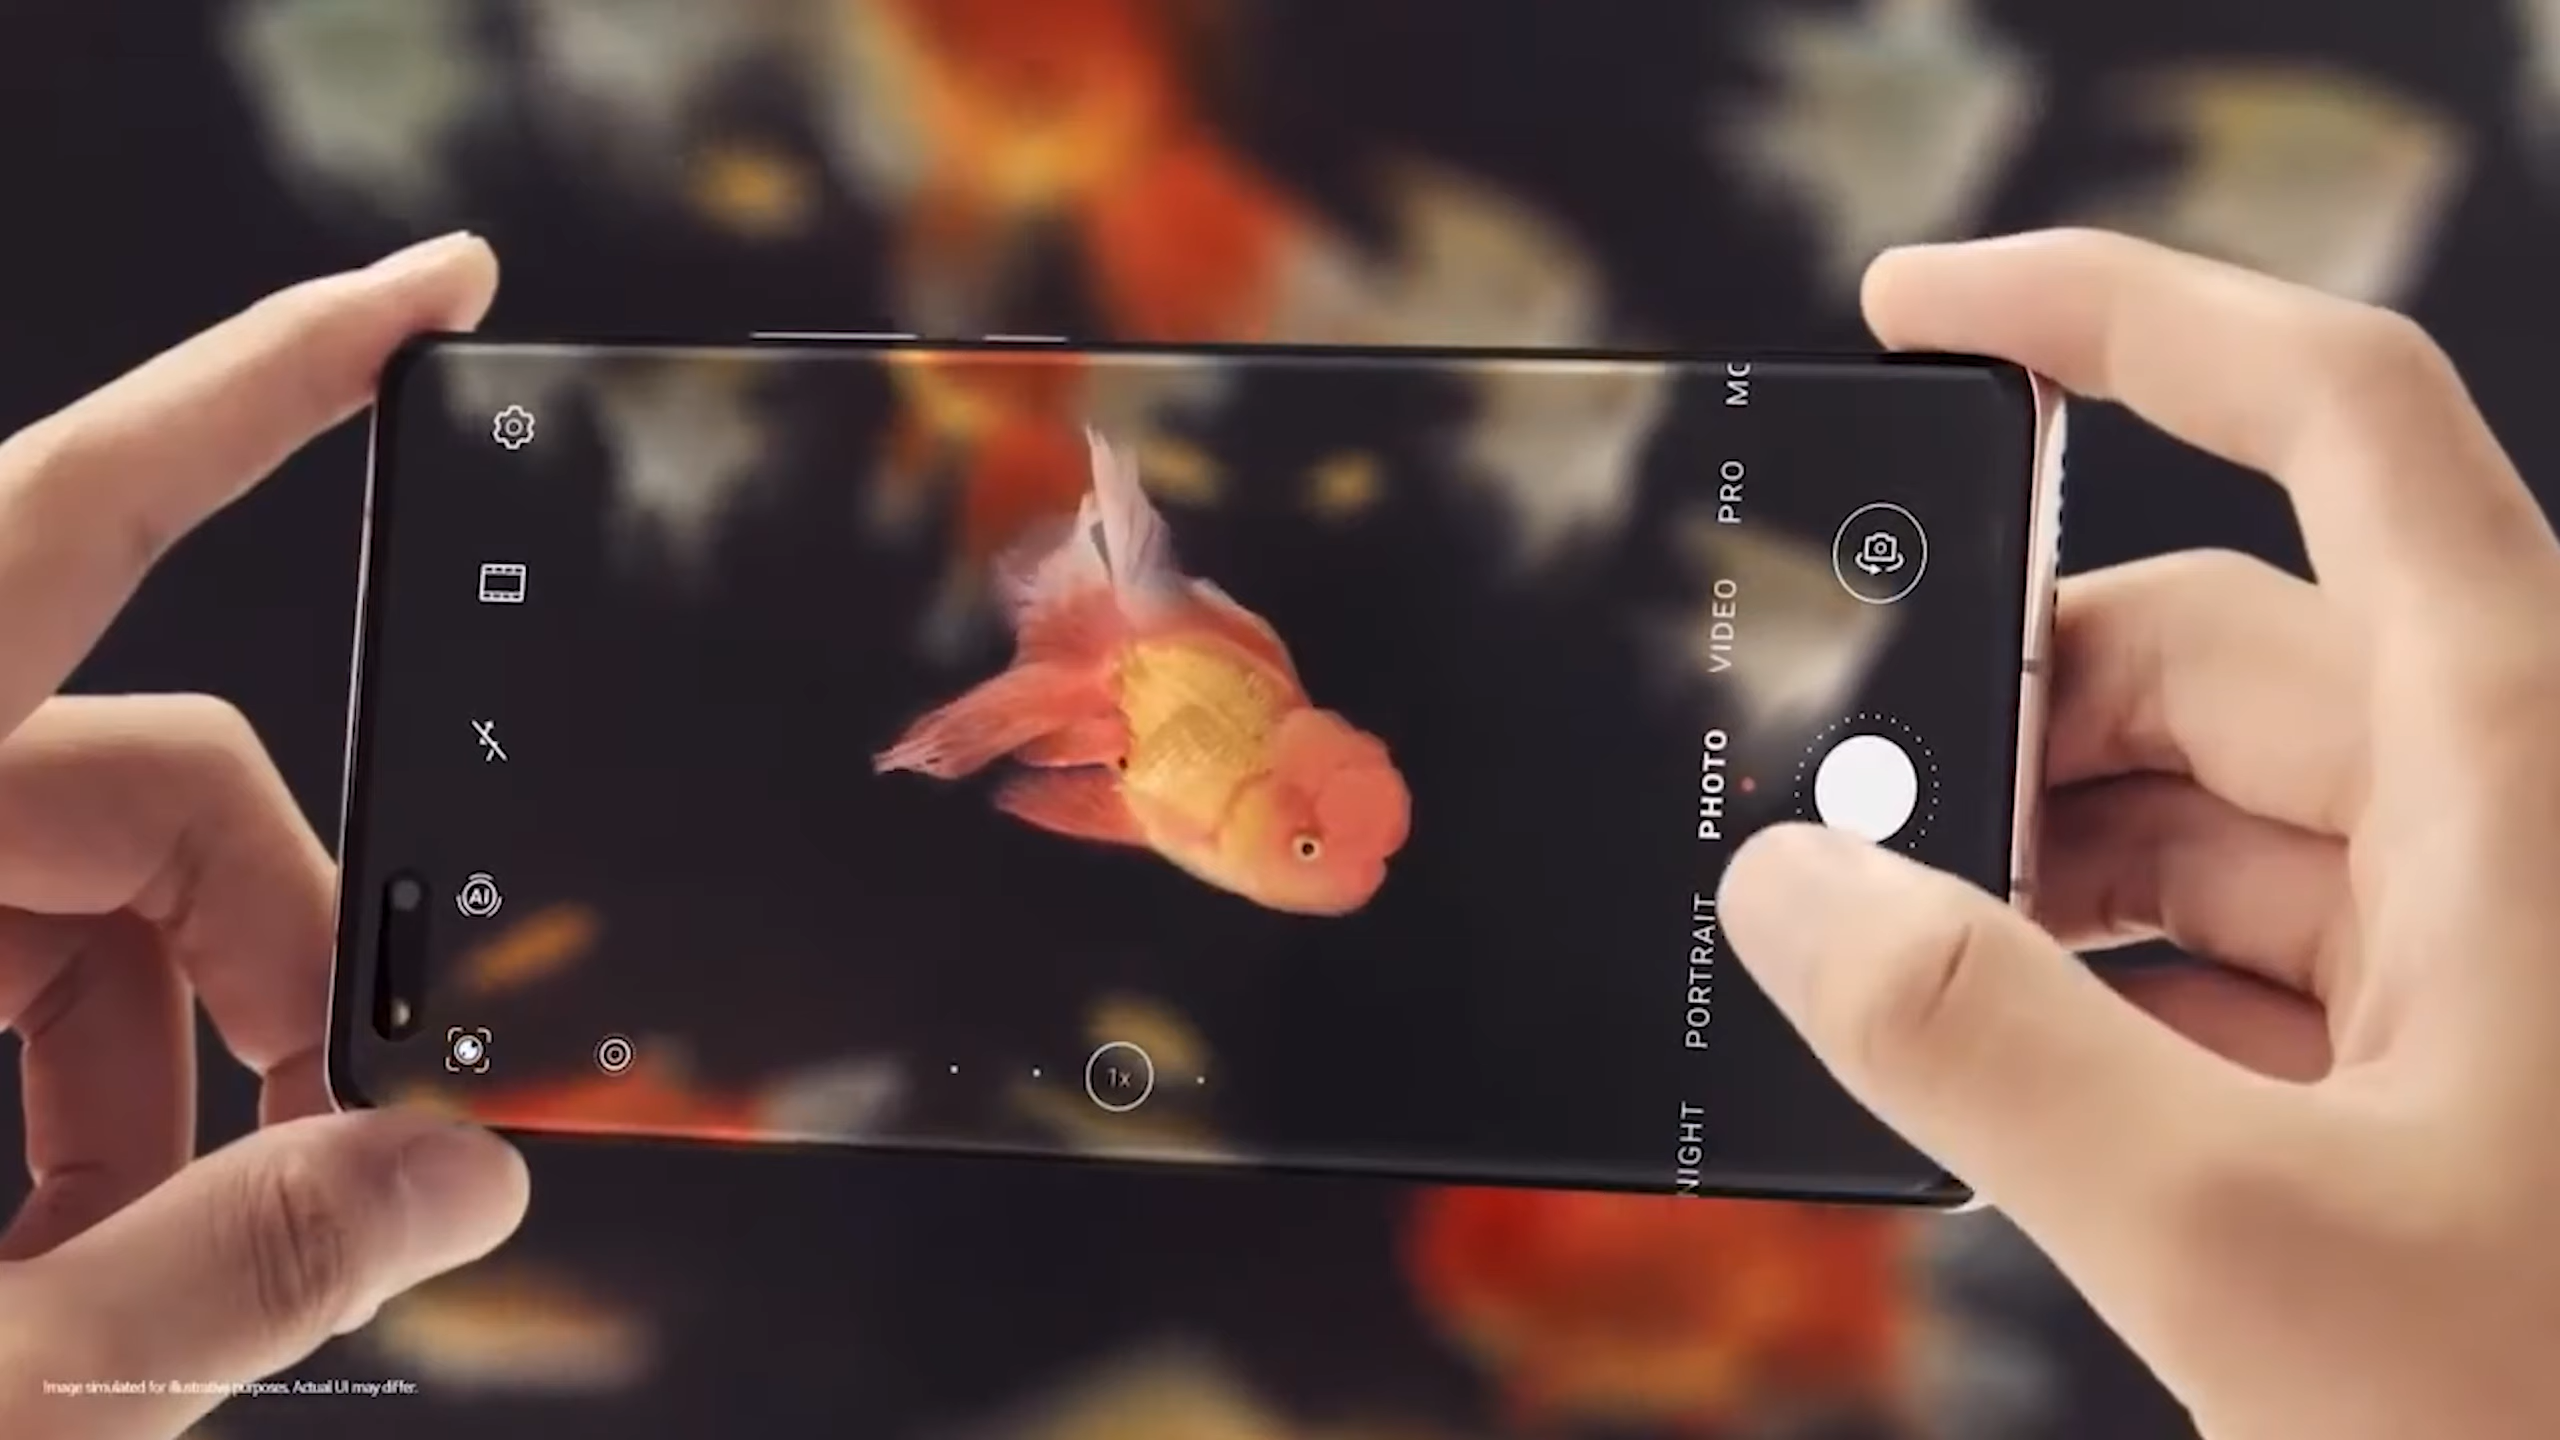 MO
PRO
VIDEO
PHOTO
PORTRAIT
NIGHT
AI
1x
Image simulated for illustrative purposes. Actual UI may differ.